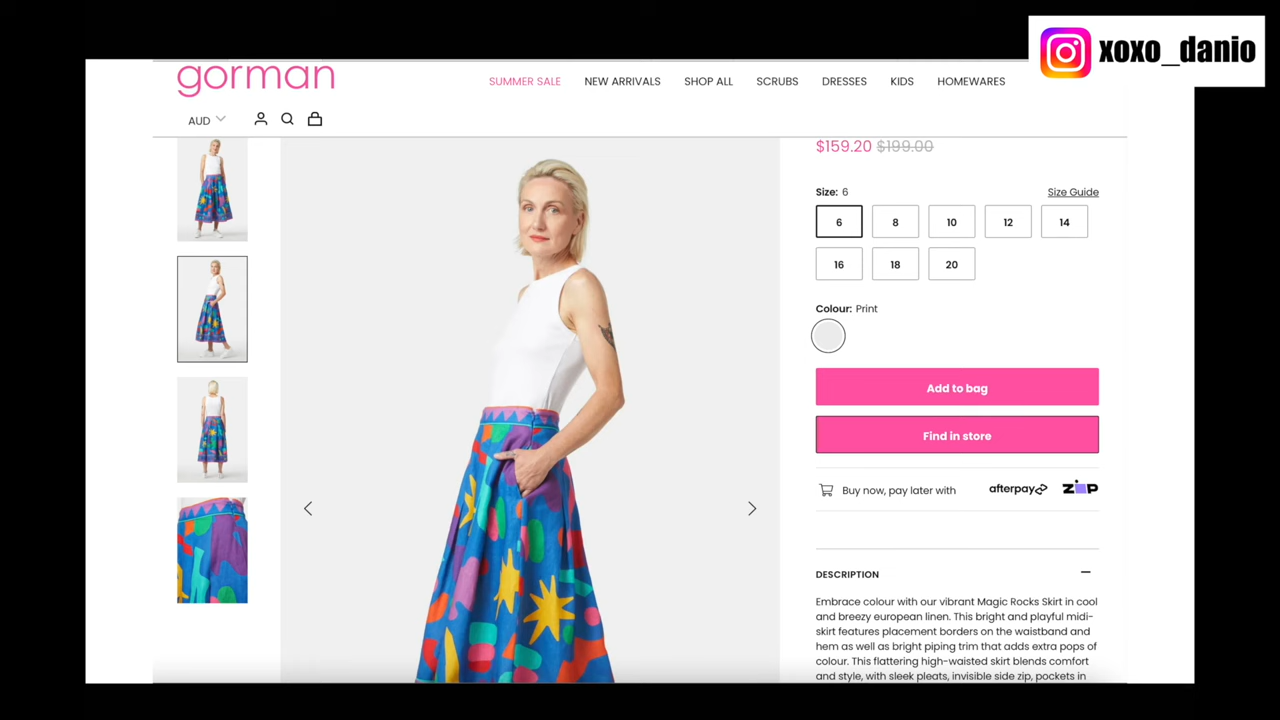 xoxo_danio
gorman
SUMMER SALE NEW ARRIVALS SHOP ALL SCRUBS DRESSES KIDS HOMEWARES
AUD
$159.20 $199.00
Size: 6 Size Guide
6 8 10 12 14
16 18 20
Colour: Print
Add to bag
Find in store
Buy now, pay later with afterpay zip
DESCRIPTION
Embrace colour with our vibrant Magic Rocks Skirt in cool
and breezy european linen. This bright and playful midi-
skirt features placement borders on the waistband and
hem as well as bright piping trim that adds extra pops of
colour. This flattering high-waisted skirt blends comfort
and style, with sleek pleats, invisible side zip, pockets in